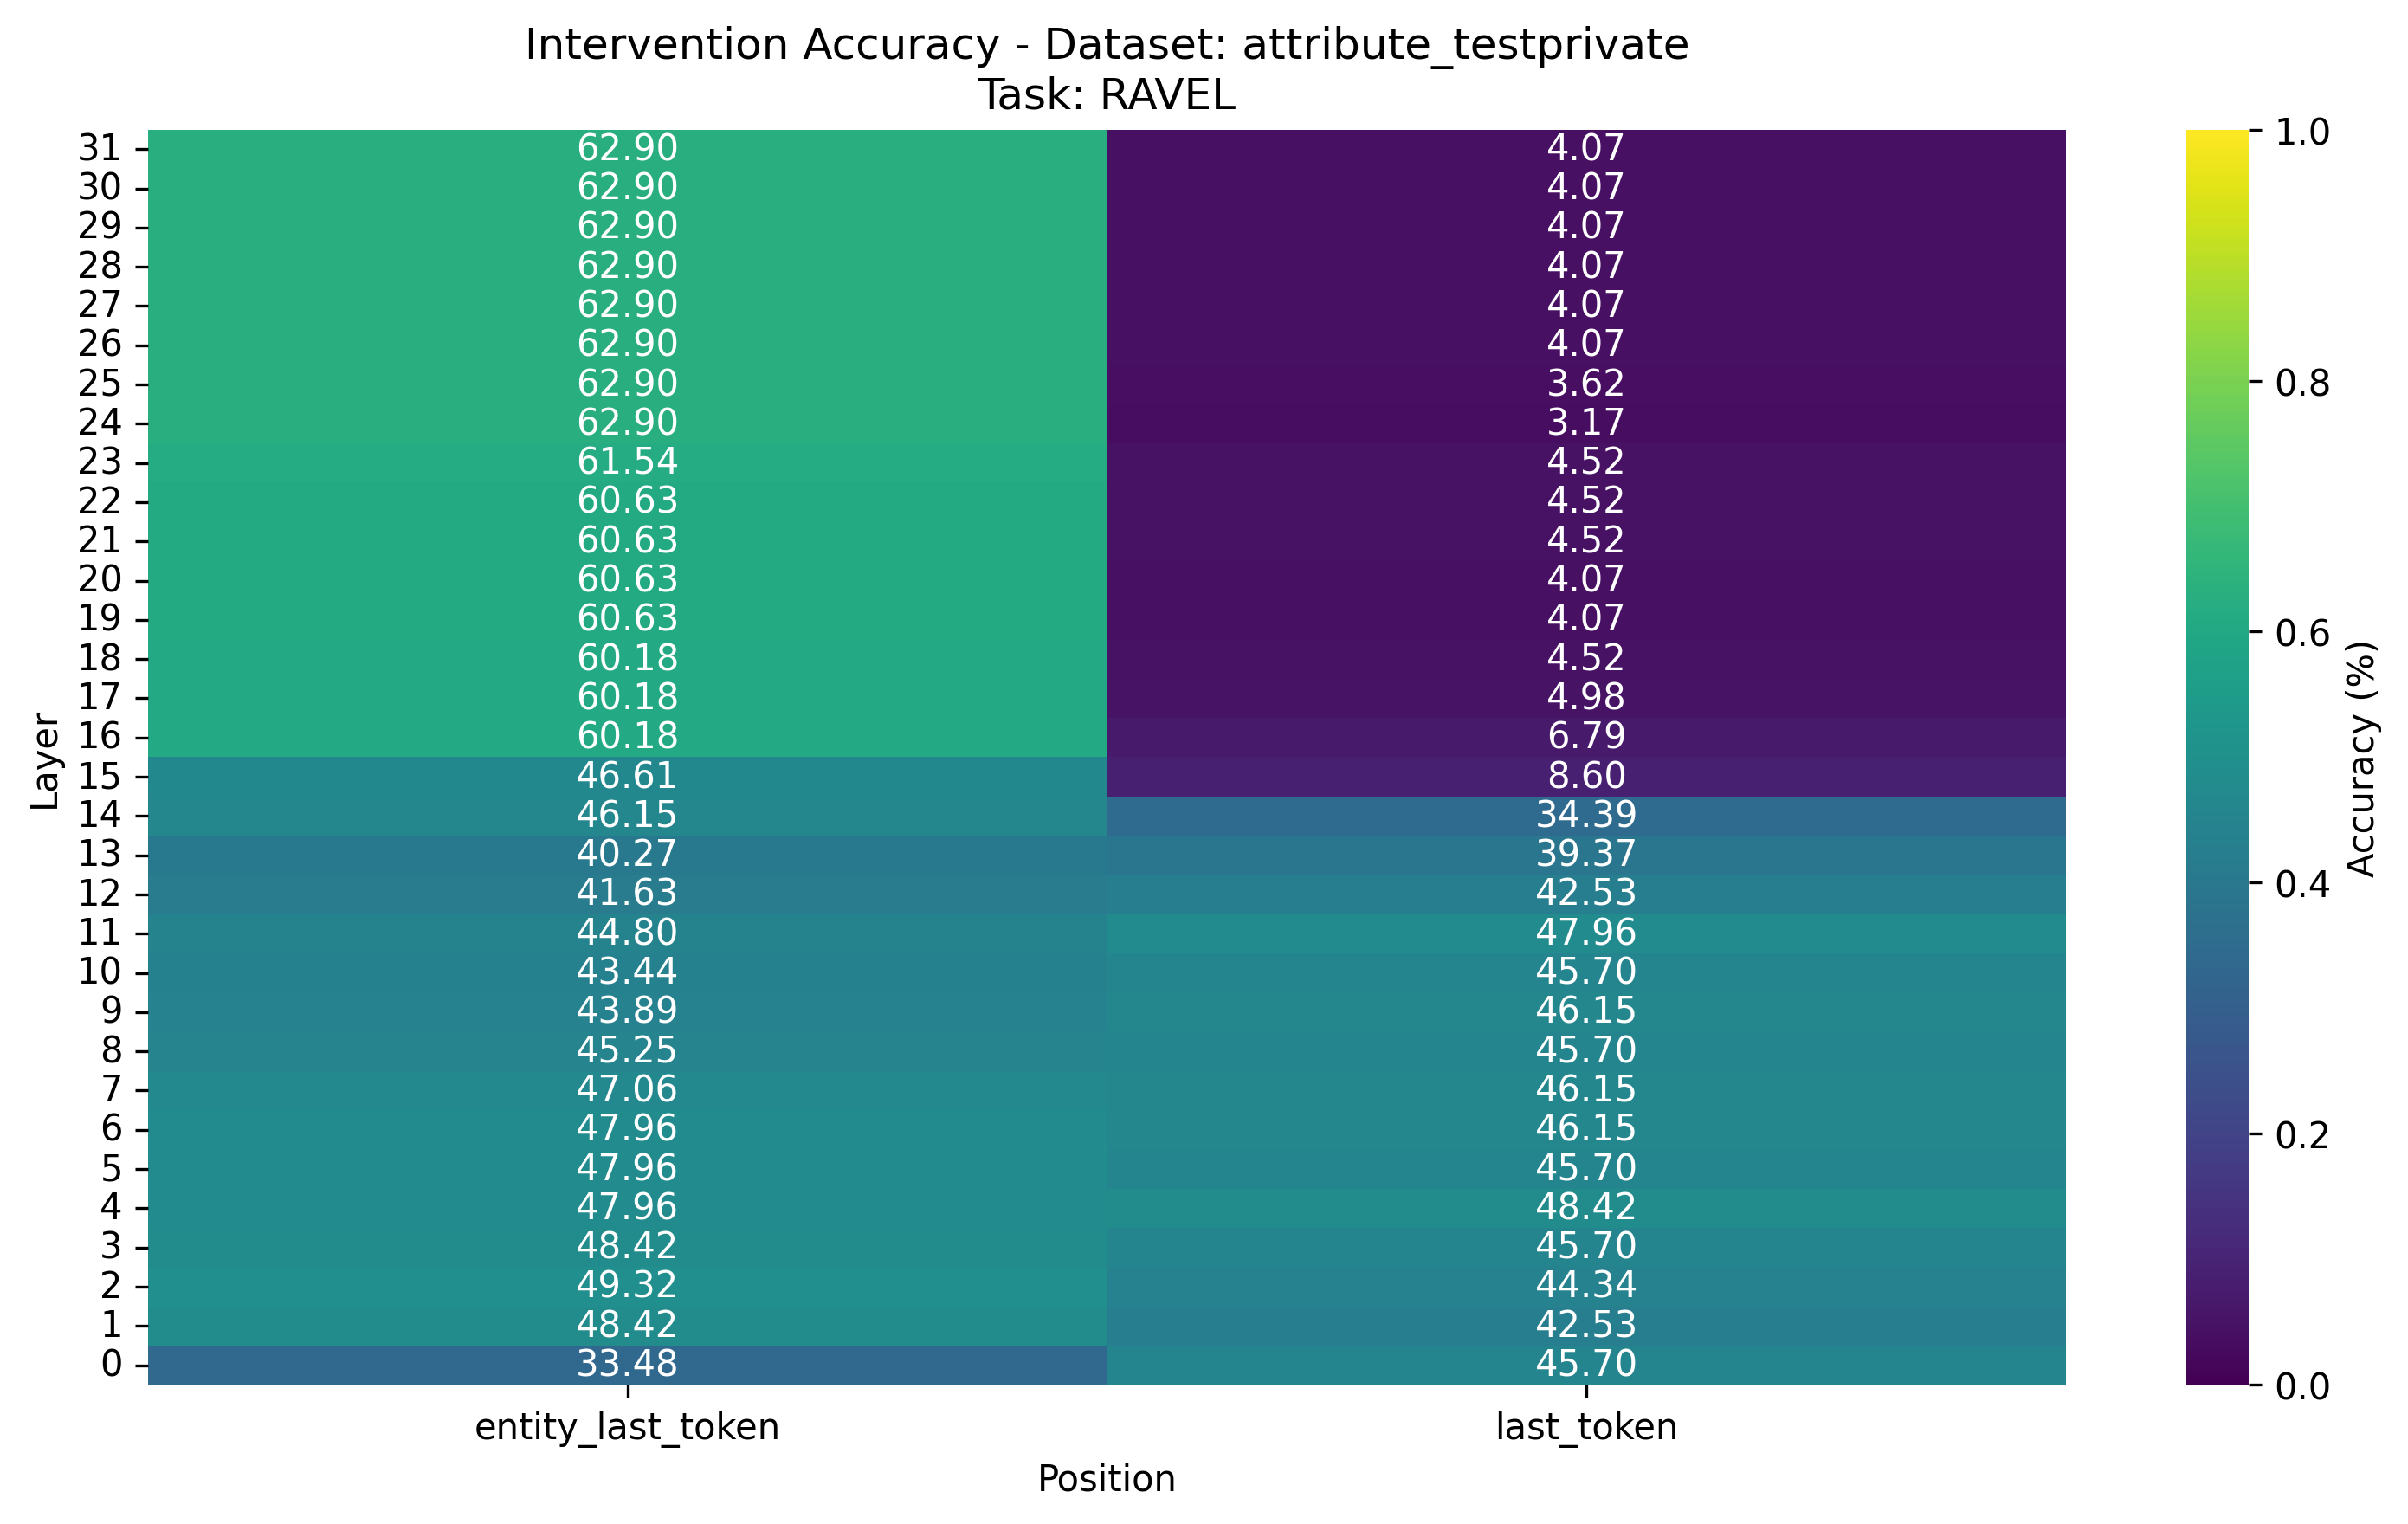 Intervention Accuracy - Dataset: attribute_testprivate
Task: RAVEL
31 62.90 4.07
30 62.90 4.07
29 62.90 4.07
28 62.90 4.07
27 62.90 4.07
26 62.90 4.07
25 62.90 3.62
24 62.90 3.17
23 61.54 4.52
22 60.63 4.52
21 60.63 4.52
20 60.63 4.07
19 60.63 4.07
18 60.18 4.52
17 60.18 4.98
16 60.18 6.79
15 46.61 8.60
14 46.15 34.39
13 40.27 39.37
12 41.63 42.53
11 44.80 47.96
10 43.44 45.70
9 43.89 46.15
8 45.25 45.70
7 47.06 46.15
6 47.96 46.15
5 47.96 45.70
4 47.96 48.42
3 48.42 45.70
2 49.32 44.34
1 48.42 42.53
0 33.48 45.70
Layer
entity_last_token last_token
Position
1.0
0.8
0.6
0.4
0.2
0.0
Accuracy (%)